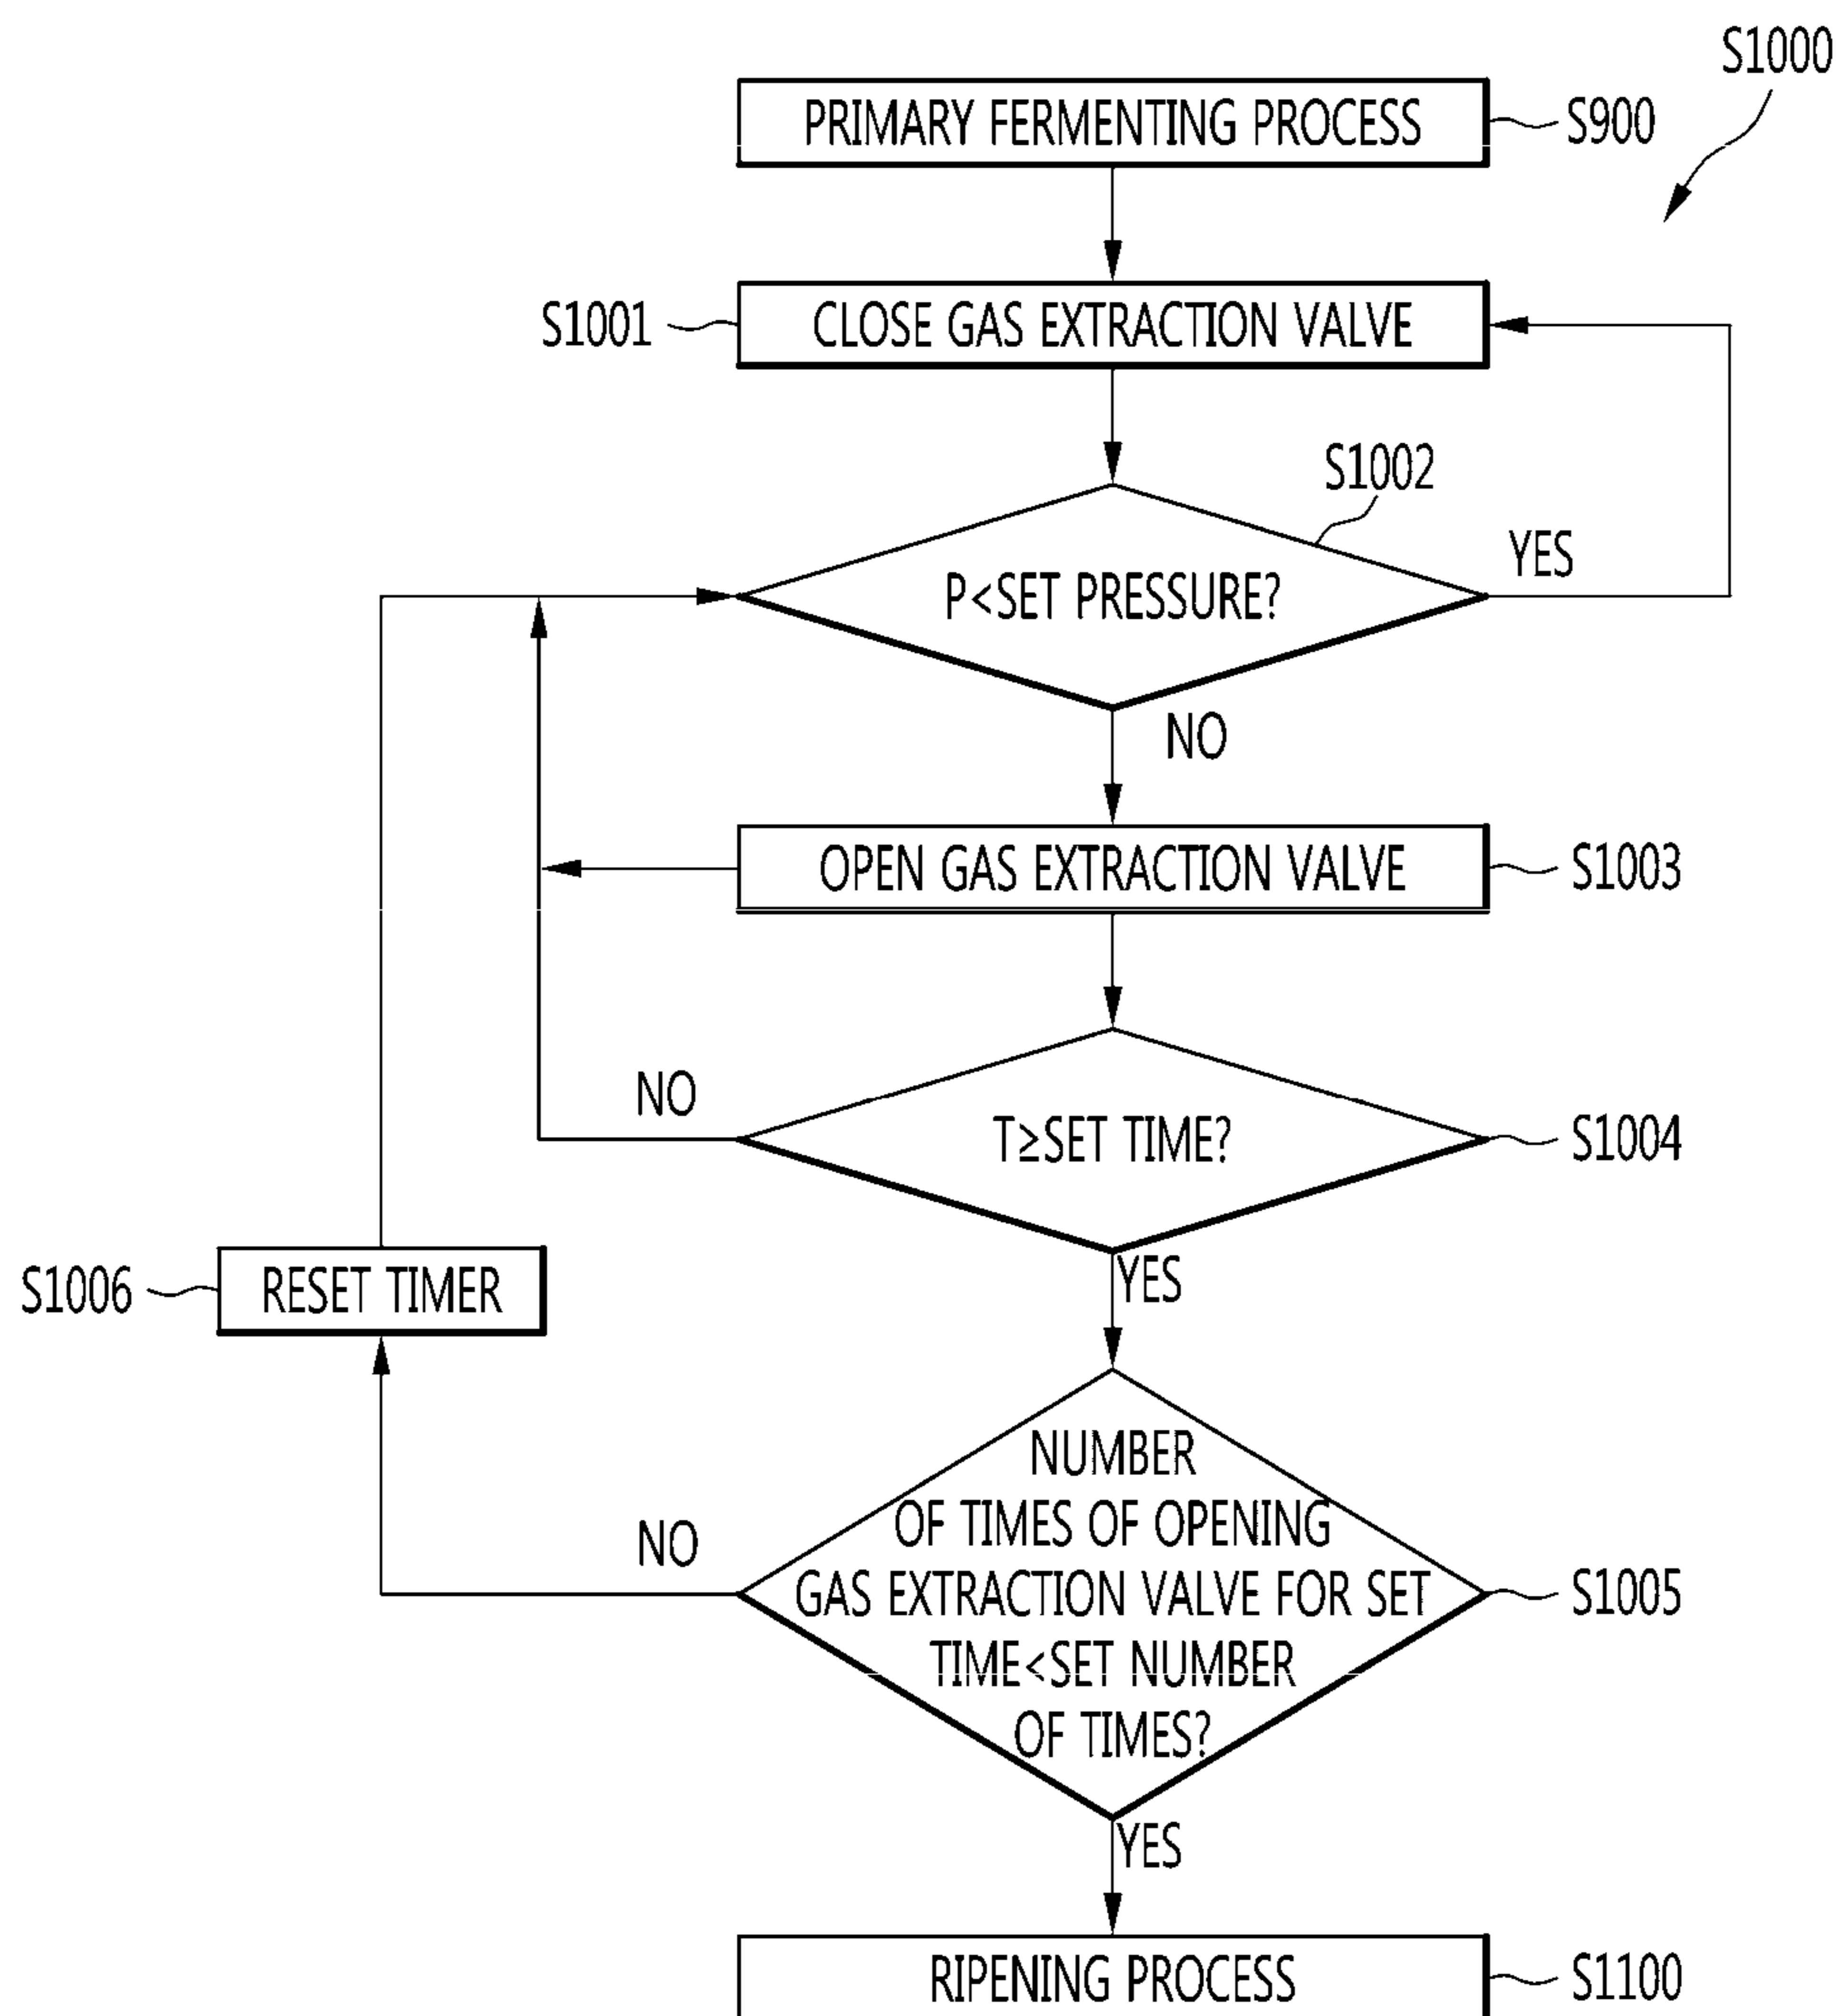 S1000
PRIMARY FERMENTING PROCESS
S900
S1001
CLOSE GAS EXTRACTION VALVE
S1002
YES
P<SET PRESSURE?
NO
OPEN GAS EXTRACTION VALVE
S1003
NO
T≥SET TIME?
S1004
YES
S1006
RESET TIMER
NUMBER
OF TIMES OF OPENING
NO
GAS EXTRACTION VALVE FOR SET
S1005
TIME<SET NUMBER
OF TIMES?
YES
RIPENING PROCESS
S1100